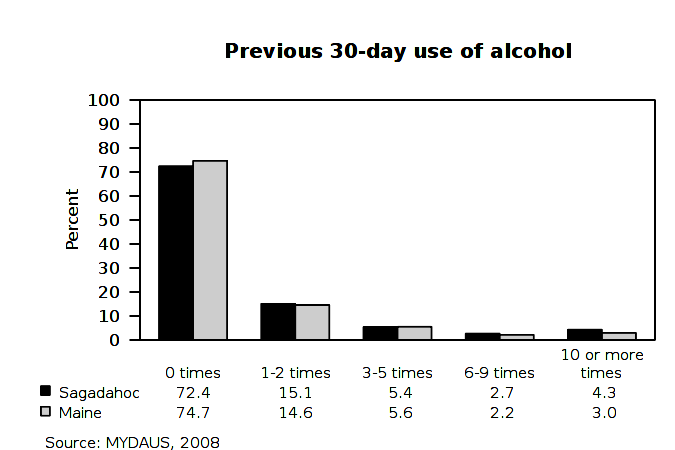 Previous 30-day use of alcohol
100
90
80
70
60
50
40
30
20
10
0
Percent
0 times 1-2 times 3-5 times 6-9 times 10 or more times
Sagadahoc 72.4 15.1 5.4 2.7 4.3
Maine 74.7 14.6 5.6 2.2 3.0
Source: MYDAUS, 2008